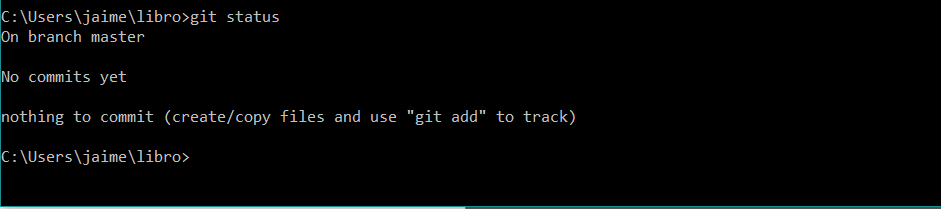 C:\Users\jaime\libro>git status
On branch master
No commits yet
nothing to commit (create/copy files and use "git add" to track)
C:\Users\jaime\libro>